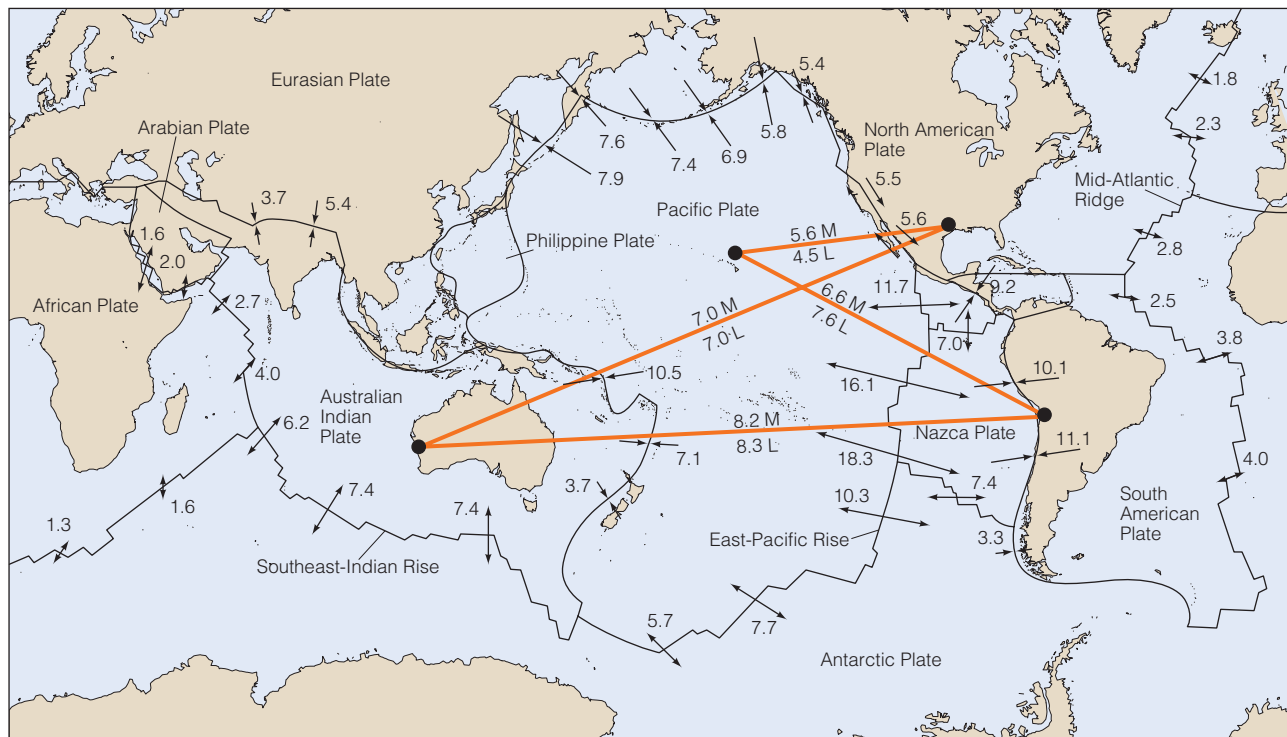 Eurasian Plate
Arabian Plate
African Plate
1.6
2.0
3.7
5.4
2.7
4.0
6.2
Australian
Indian
Plate
1.3
1.6
7.4
7.4
Southeast-Indian Rise
Philippine Plate
Pacific Plate
7.9
7.6
7.4
6.9
5.8
5.4
North American
Plate
5.5
5.6
5.6 M
4.5 L
6.6 M
7.6 L
7.0 M
7.0 L
8.2 M
8.3 L
11.7
9.2
7.0
10.5
7.1
3.7
16.1
18.3
10.3
10.1
11.1
Nazca Plate
7.4
3.3
East-Pacific Rise
5.7
7.7
Antarctic Plate
South
American
Plate
Mid-Atlantic
Ridge
1.8
2.3
2.8
2.5
3.8
4.0